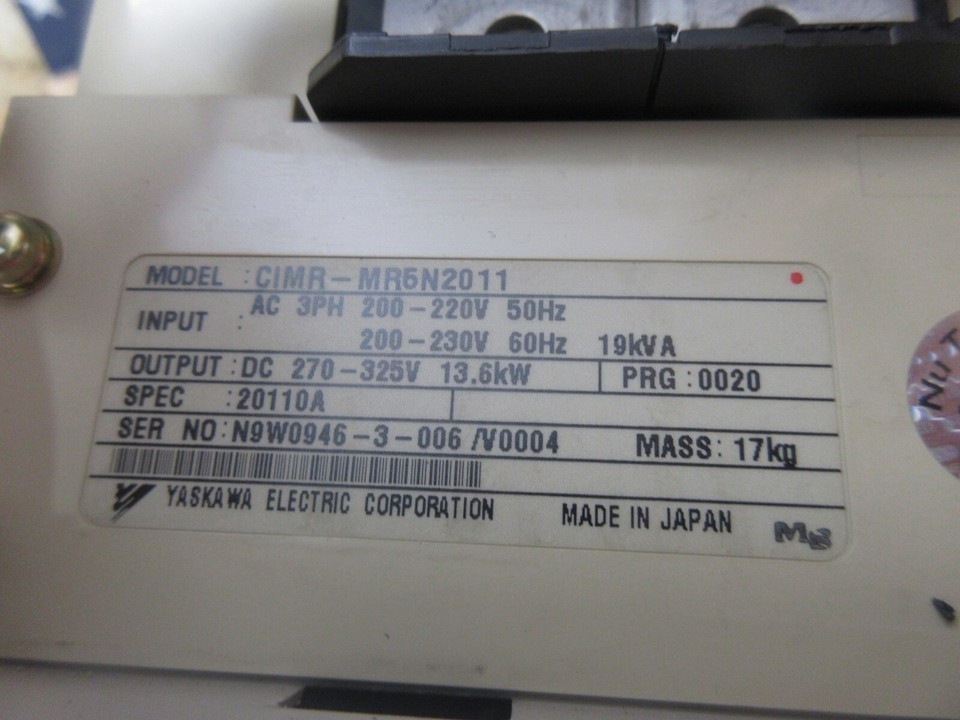 MODEL : CIMR-MR5N2011
INPUT : AC 3PH 200-220V 50Hz
200-230V 60Hz 19kVA
OUTPUT : DC 270-325V 13.6kW PRG : 0020
SPEC : 20110A
SER NO : N9W0946-3-006 /V0004 MASS : 17kg
YASKAWA ELECTRIC CORPORATION MADE IN JAPAN
Nu T